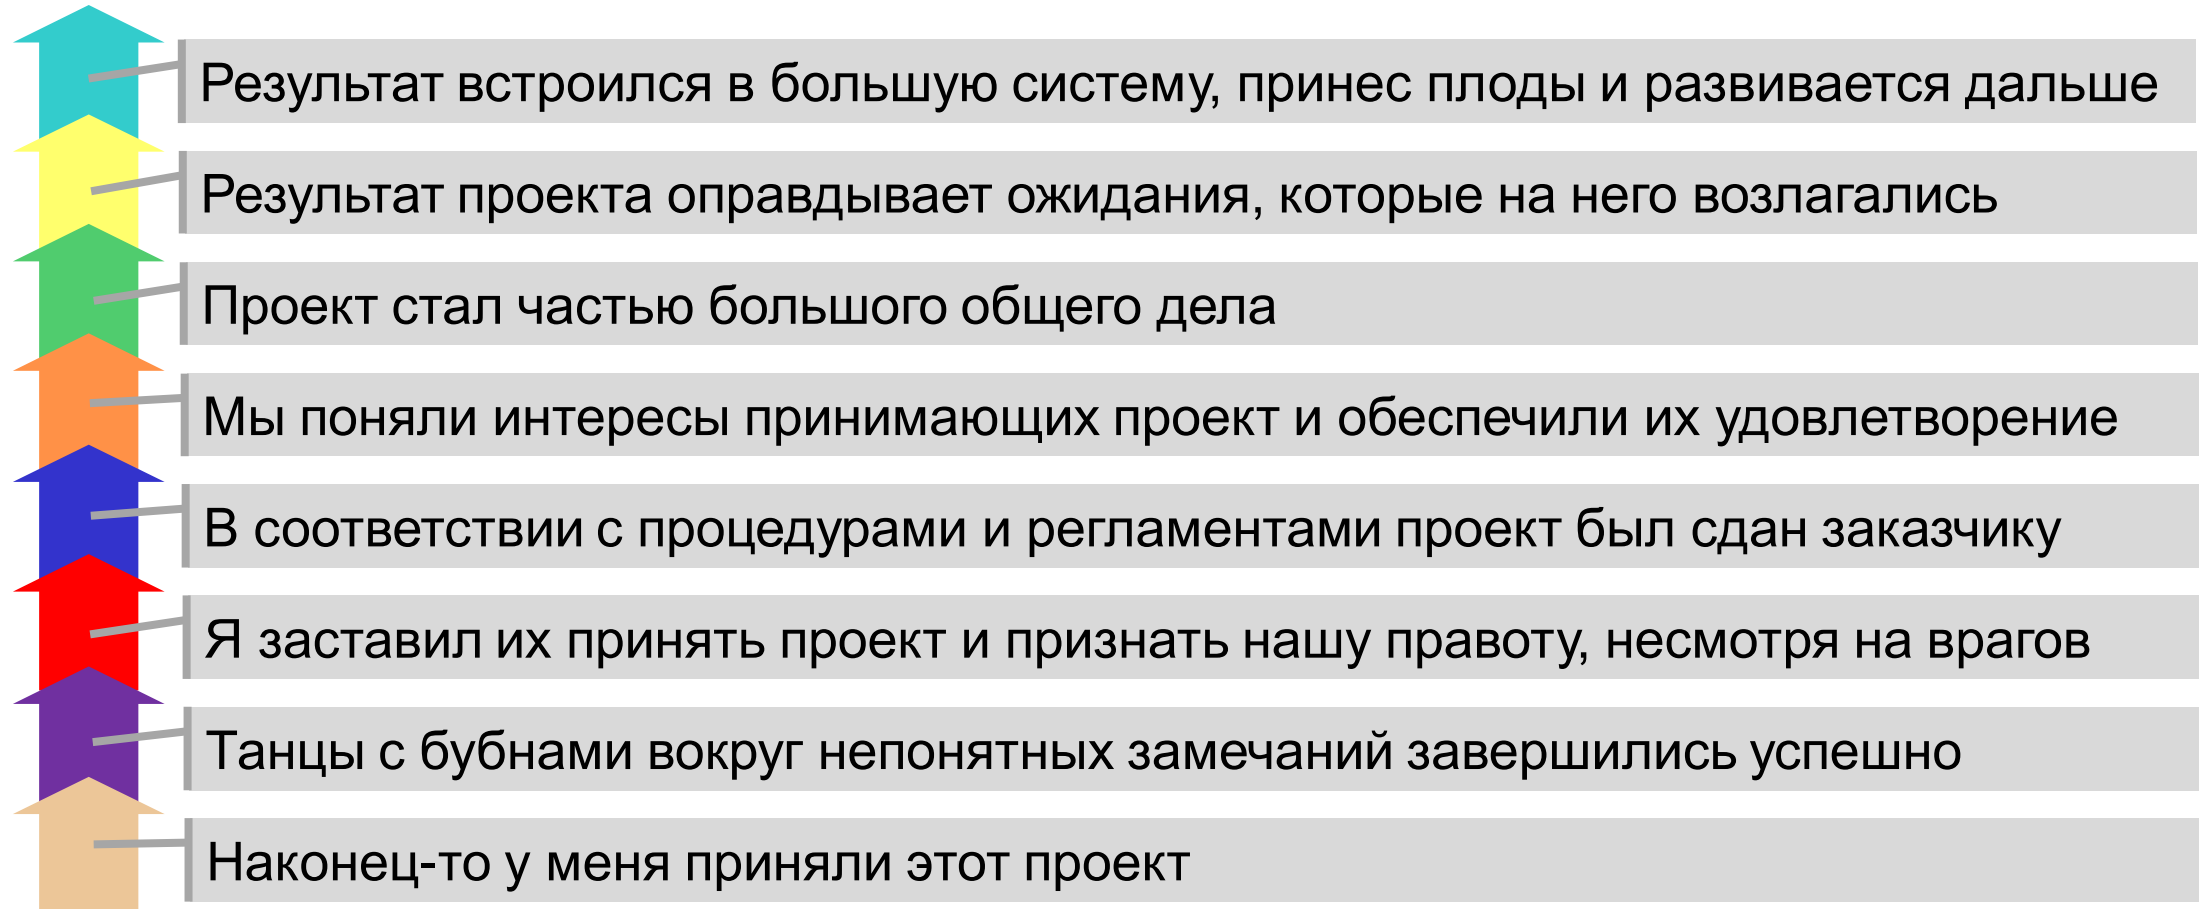 Результат встроился в большую систему, принес плоды и развивается дальше
Результат проекта оправдывает ожидания, которые на него возлагались
Проект стал частью большого общего дела
Мы поняли интересы принимающих проект и обеспечили их удовлетворение
В соответствии с процедурами и регламентами проект был сдан заказчику
Я заставил их принять проект и признать нашу правоту, несмотря на врагов
Танцы с бубнами вокруг непонятных замечаний завершились успешно
Наконец-то у меня приняли этот проект